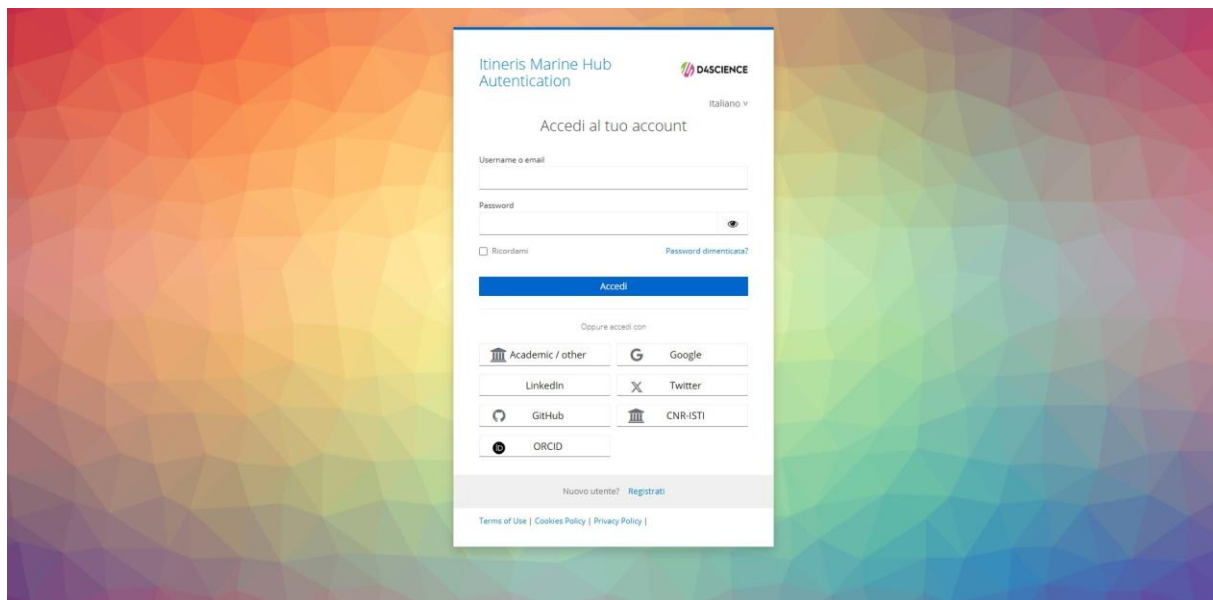 Itineris Marine Hub
Autentication
D4SCIENCE
Italiano
Accedi al tuo account
Username o email
Password
Ricordami
Password dimenticata?
Accedi
Oppure accedi con
Academic / other
Google
LinkedIn
Twitter
GitHub
CNR-ISTI
iD
ORCID
Nuovo utente? Registrati
Terms of Use | Cookies Policy | Privacy Policy |